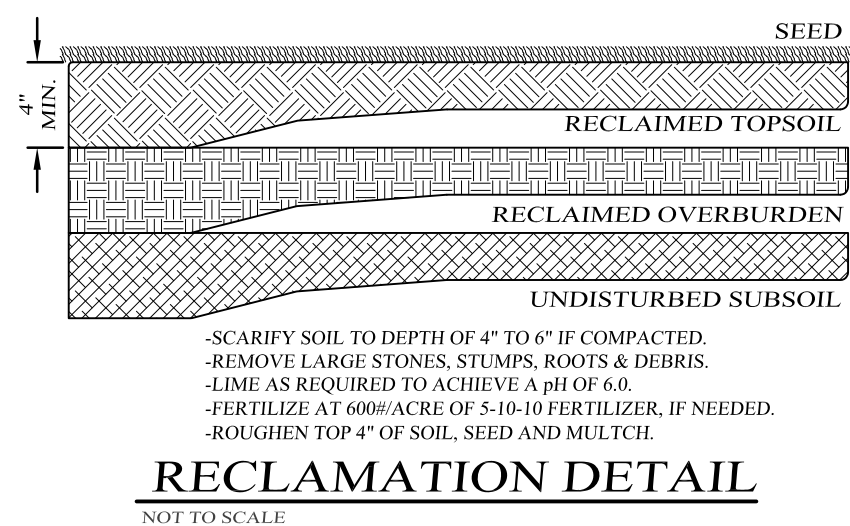 SEED
4"
MIN.
RECLAIMED TOPSOIL
RECLAIMED OVERBURDEN
UNDISTURBED SUBSOIL
-SCARIFY SOIL TO DEPTH OF 4" TO 6" IF COMPACTED.
-REMOVE LARGE STONES, STUMPS, ROOTS & DEBRIS.
-LIME AS REQUIRED TO ACHIEVE A pH OF 6.0.
-FERTILIZE AT 600#/ACRE OF 5-10-10 FERTILIZER, IF NEEDED.
-ROUGHEN TOP 4" OF SOIL, SEED AND MULTCH.
RECLAMATION DETAIL
NOT TO SCALE